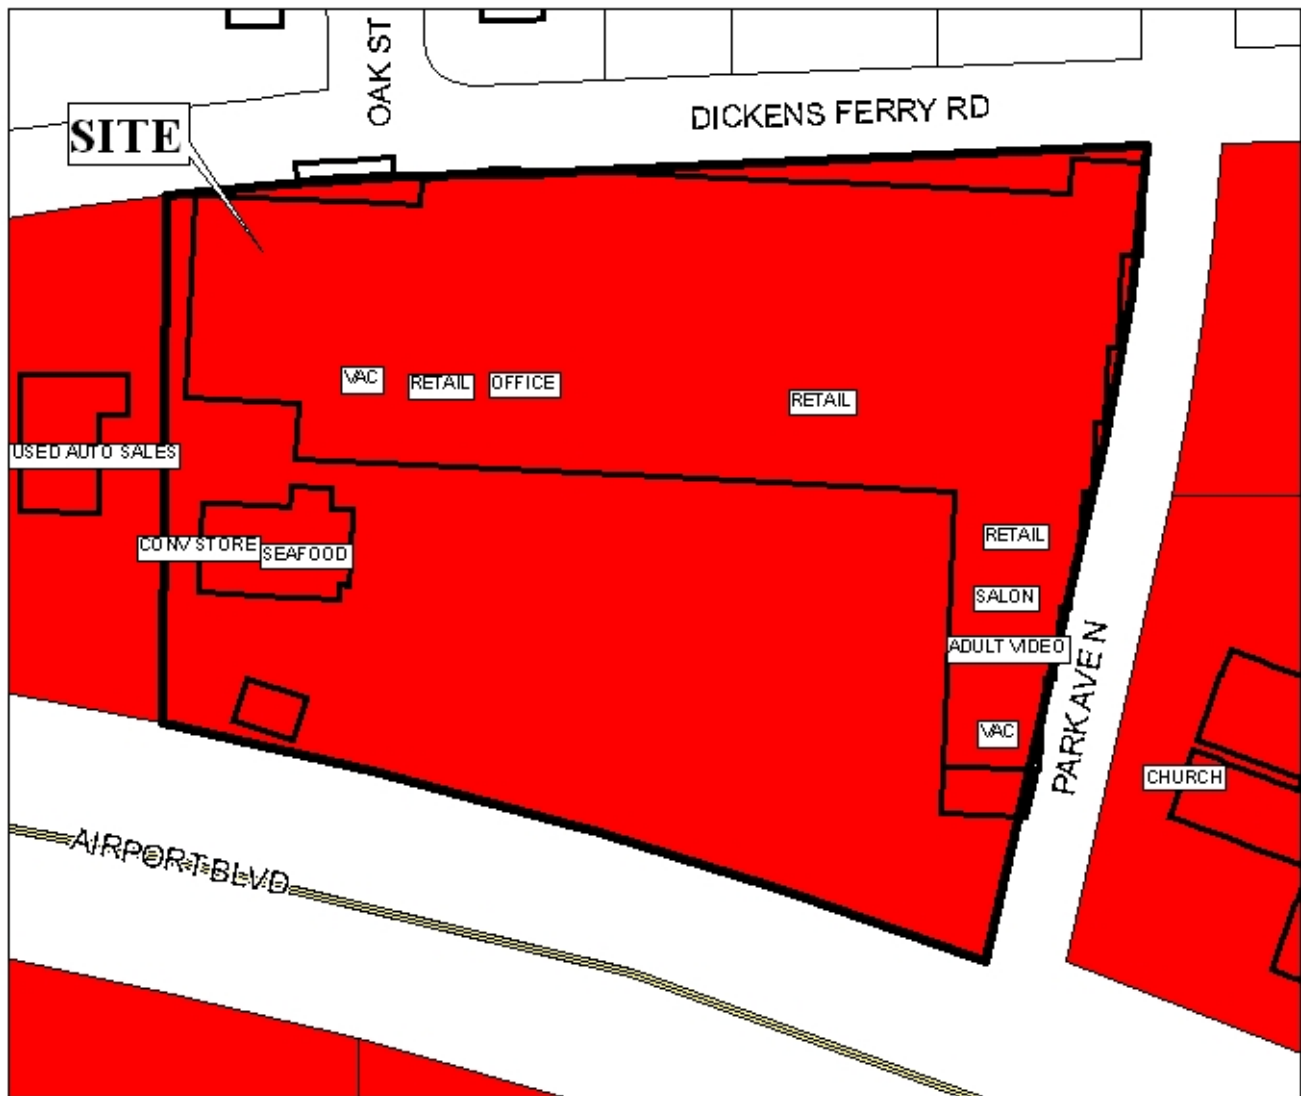 OAK ST
DICKENS FERRY RD
SITE
VAC
RETAIL
OFFICE
RETAIL
USED AUTO SALES
CONV STORE
SEAFOOD
RETAIL
SALON
ADULT VIDEO
VAC
PARK AVE N
CHURCH
AIRPORT BLVD